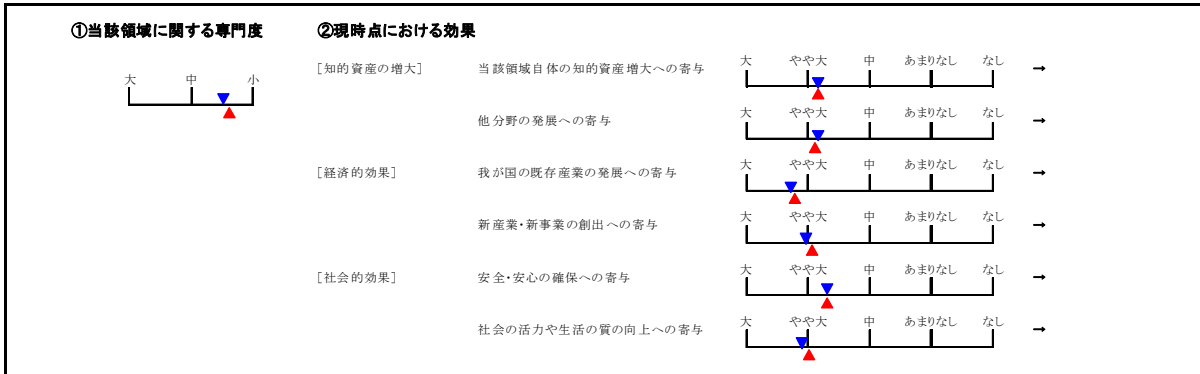 ①当該領域に関する専門度 ②現時点における効果
大 中 小
[知的資産の増大] 当該領域自体の知的資産増大への寄与 大 やや大 中 あまりなし なし →
他分野の発展への寄与 大 やや大 中 あまりなし なし →
[経済的効果] 我が国の既存産業の発展への寄与 大 やや大 中 あまりなし なし →
新産業・新事業の創出への寄与 大 やや大 中 あまりなし なし →
[社会的効果] 安全・安心の確保への寄与 大 やや大 中 あまりなし なし →
社会の活力や生活の質の向上への寄与 大 やや大 中 あまりなし なし →